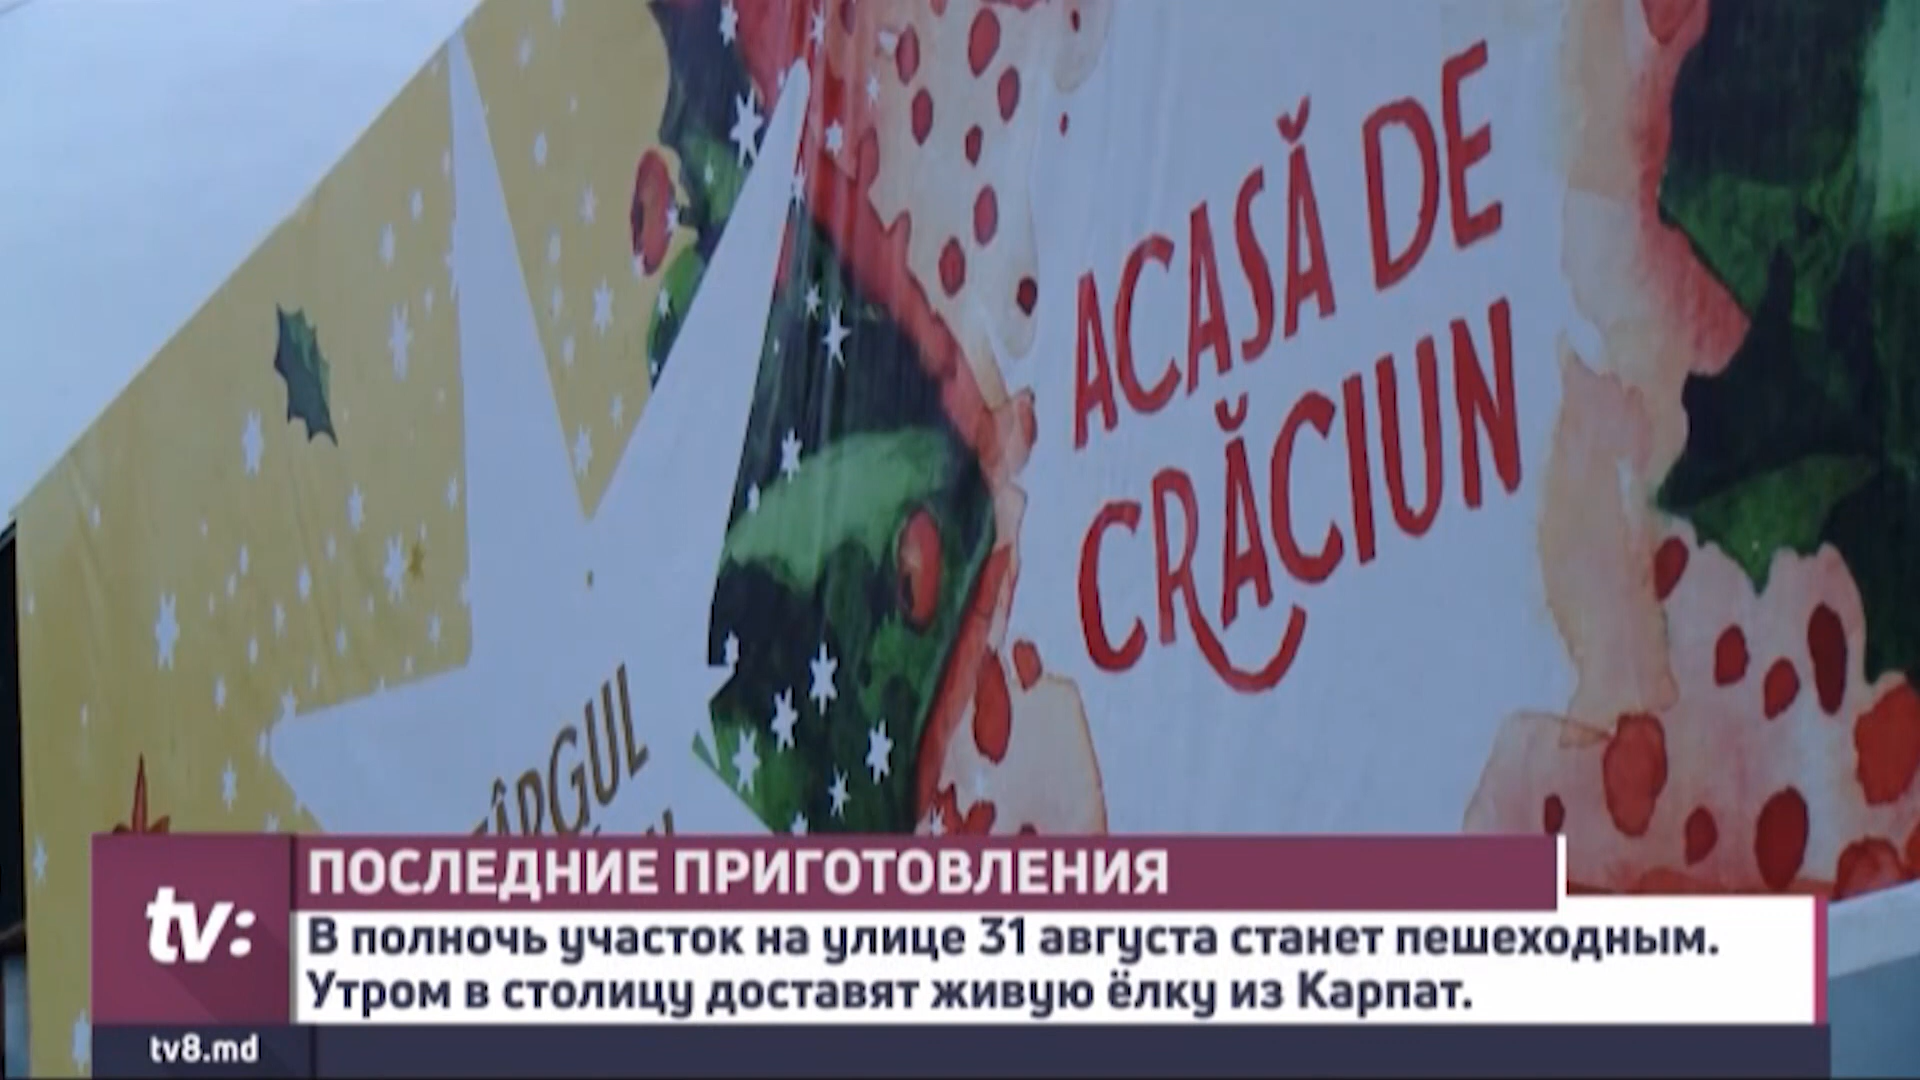 ACASĂ DE
CRĂCIUN
TÂRGUL
ПОСЛЕДНИЕ ПРИГОТОВЛЕНИЯ
tv:
В полночь участок на улице 31 августа станет пешеходным.
Утром в столицу доставят живую ёлку из Карпат.
tv8.md